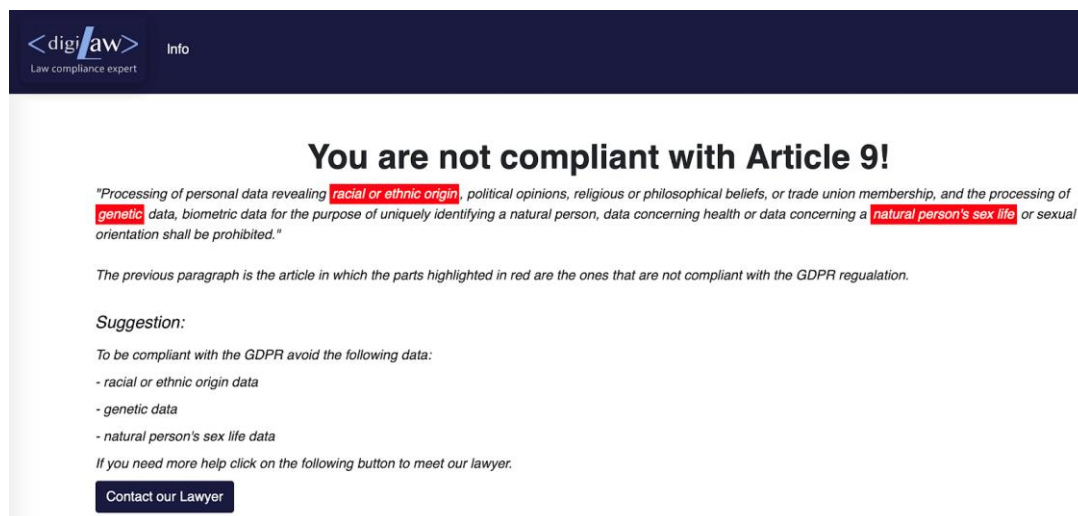 <digiLaw>
Law compliance expert
Info
You are not compliant with Article 9!
"Processing of personal data revealing racial or ethnic origin, political opinions, religious or philosophical beliefs, or trade union membership, and the processing of
genetic data, biometric data for the purpose of uniquely identifying a natural person, data concerning health or data concerning a natural person's sex life or sexual
orientation shall be prohibited."
The previous paragraph is the article in which the parts highlighted in red are the ones that are not compliant with the GDPR regualation.
Suggestion:
To be compliant with the GDPR avoid the following data:
- racial or ethnic origin data
- genetic data
- natural person's sex life data
If you need more help click on the following button to meet our lawyer.
Contact our Lawyer